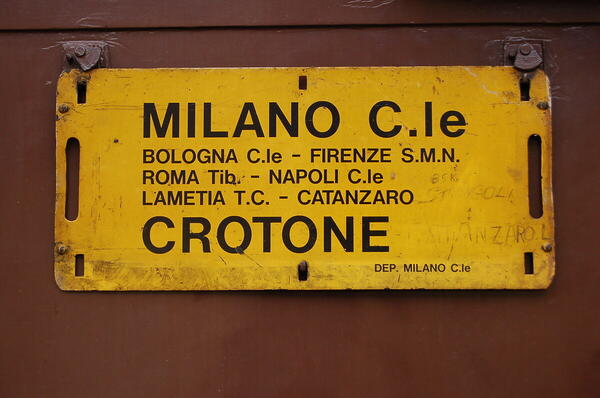 MILANO C.le
BOLOGNA C.le - FIRENZE S.M.N.
ROMA Tib. - NAPOLI C.le
LAMETIA T.C. - CATANZARO
CROTONE
DEP. MILANO C.le